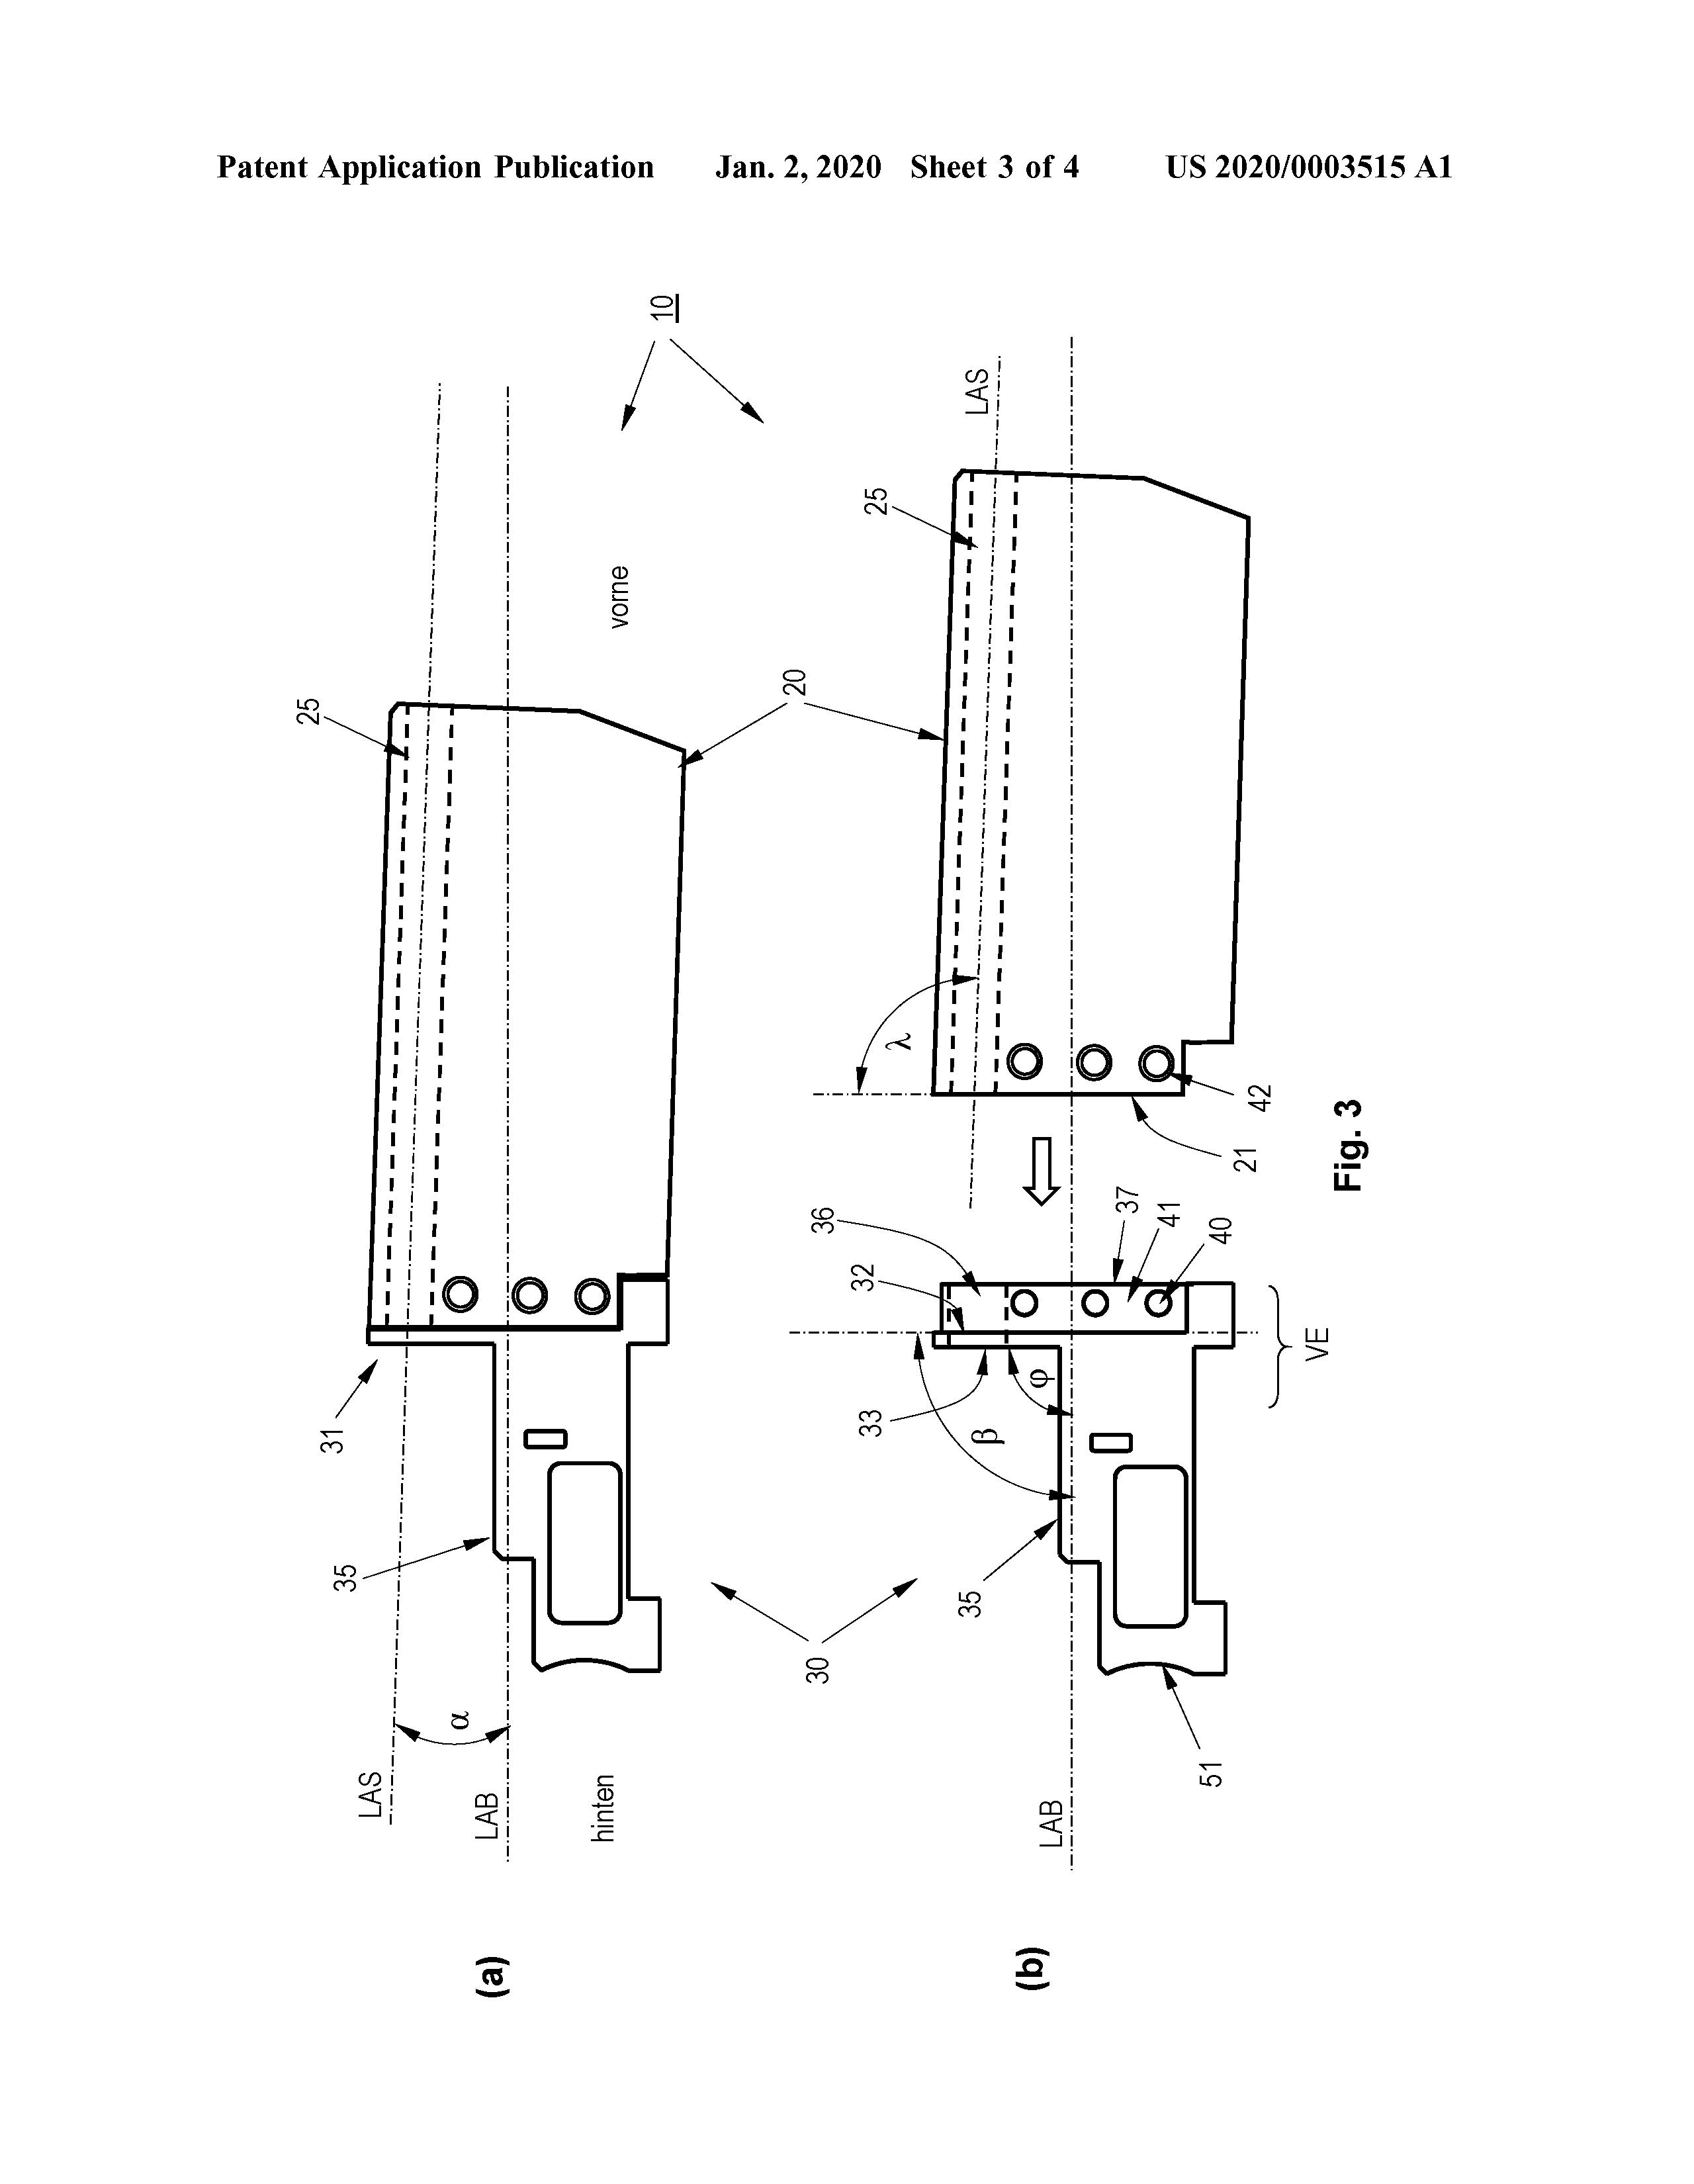 Patent Application Publication Jan. 2, 2020 Sheet 3 of 4 US 2020/0003515 A1
10
(a)
LAS
LAB
α
hinten
vorne
35
31
25
20
30
(b)
LAB
LAS
35
51
β
φ
33
32
36
37
41
40
VE
λ
25
21
42
Fig. 3